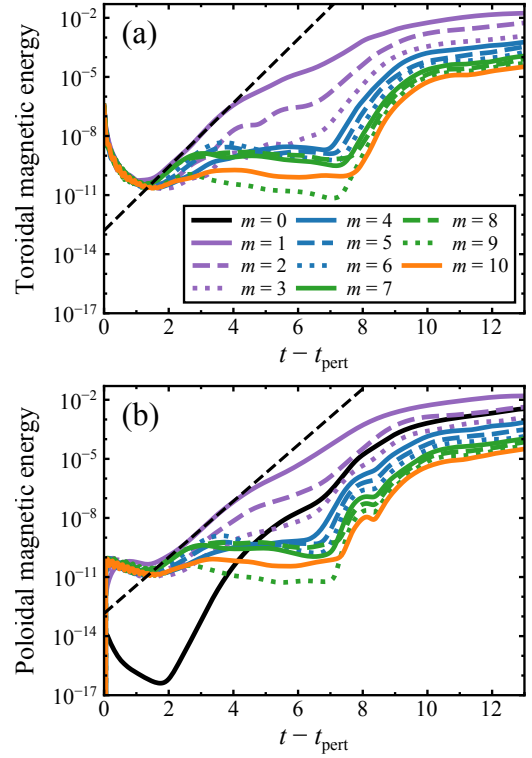 (a)
Toroidal magnetic energy
10⁻²
10⁻⁵
10⁻⁸
10⁻¹¹
10⁻¹⁴
10⁻¹⁷
m = 0 m = 4 m = 8
m = 1 m = 5 m = 9
m = 2 m = 6 m = 10
m = 3 m = 7
0 2 4 6 8 10 12
t − t_pert
(b)
Poloidal magnetic energy
10⁻²
10⁻⁵
10⁻⁸
10⁻¹¹
10⁻¹⁴
10⁻¹⁷
0 2 4 6 8 10 12
t − t_pert